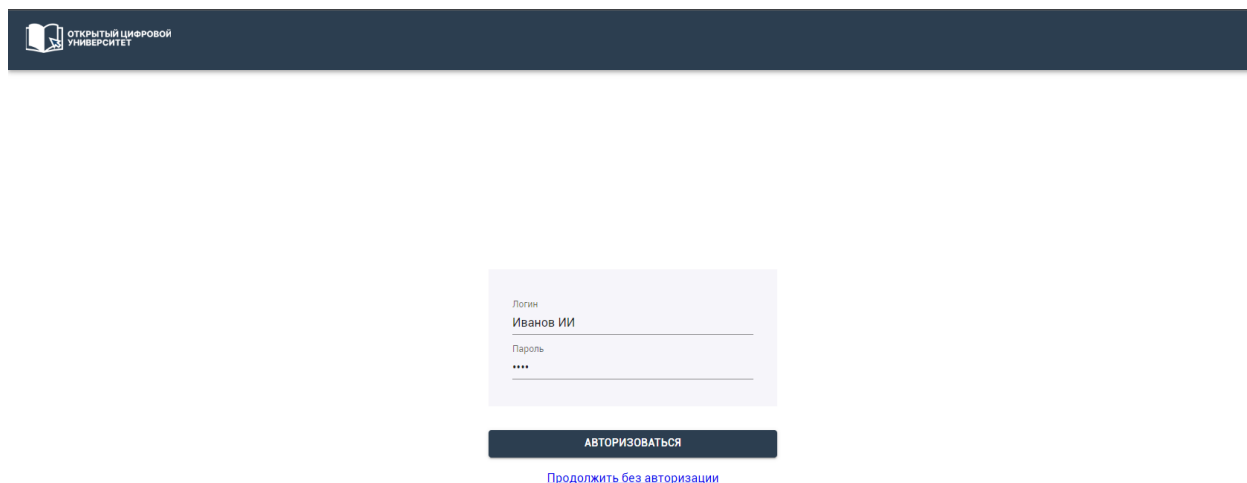 ОТКРЫТЫЙ ЦИФРОВОЙ
УНИВЕРСИТЕТ
Логин
Иванов ИИ
Пароль
••••
АВТОРИЗОВАТЬСЯ
Продолжить без авторизации